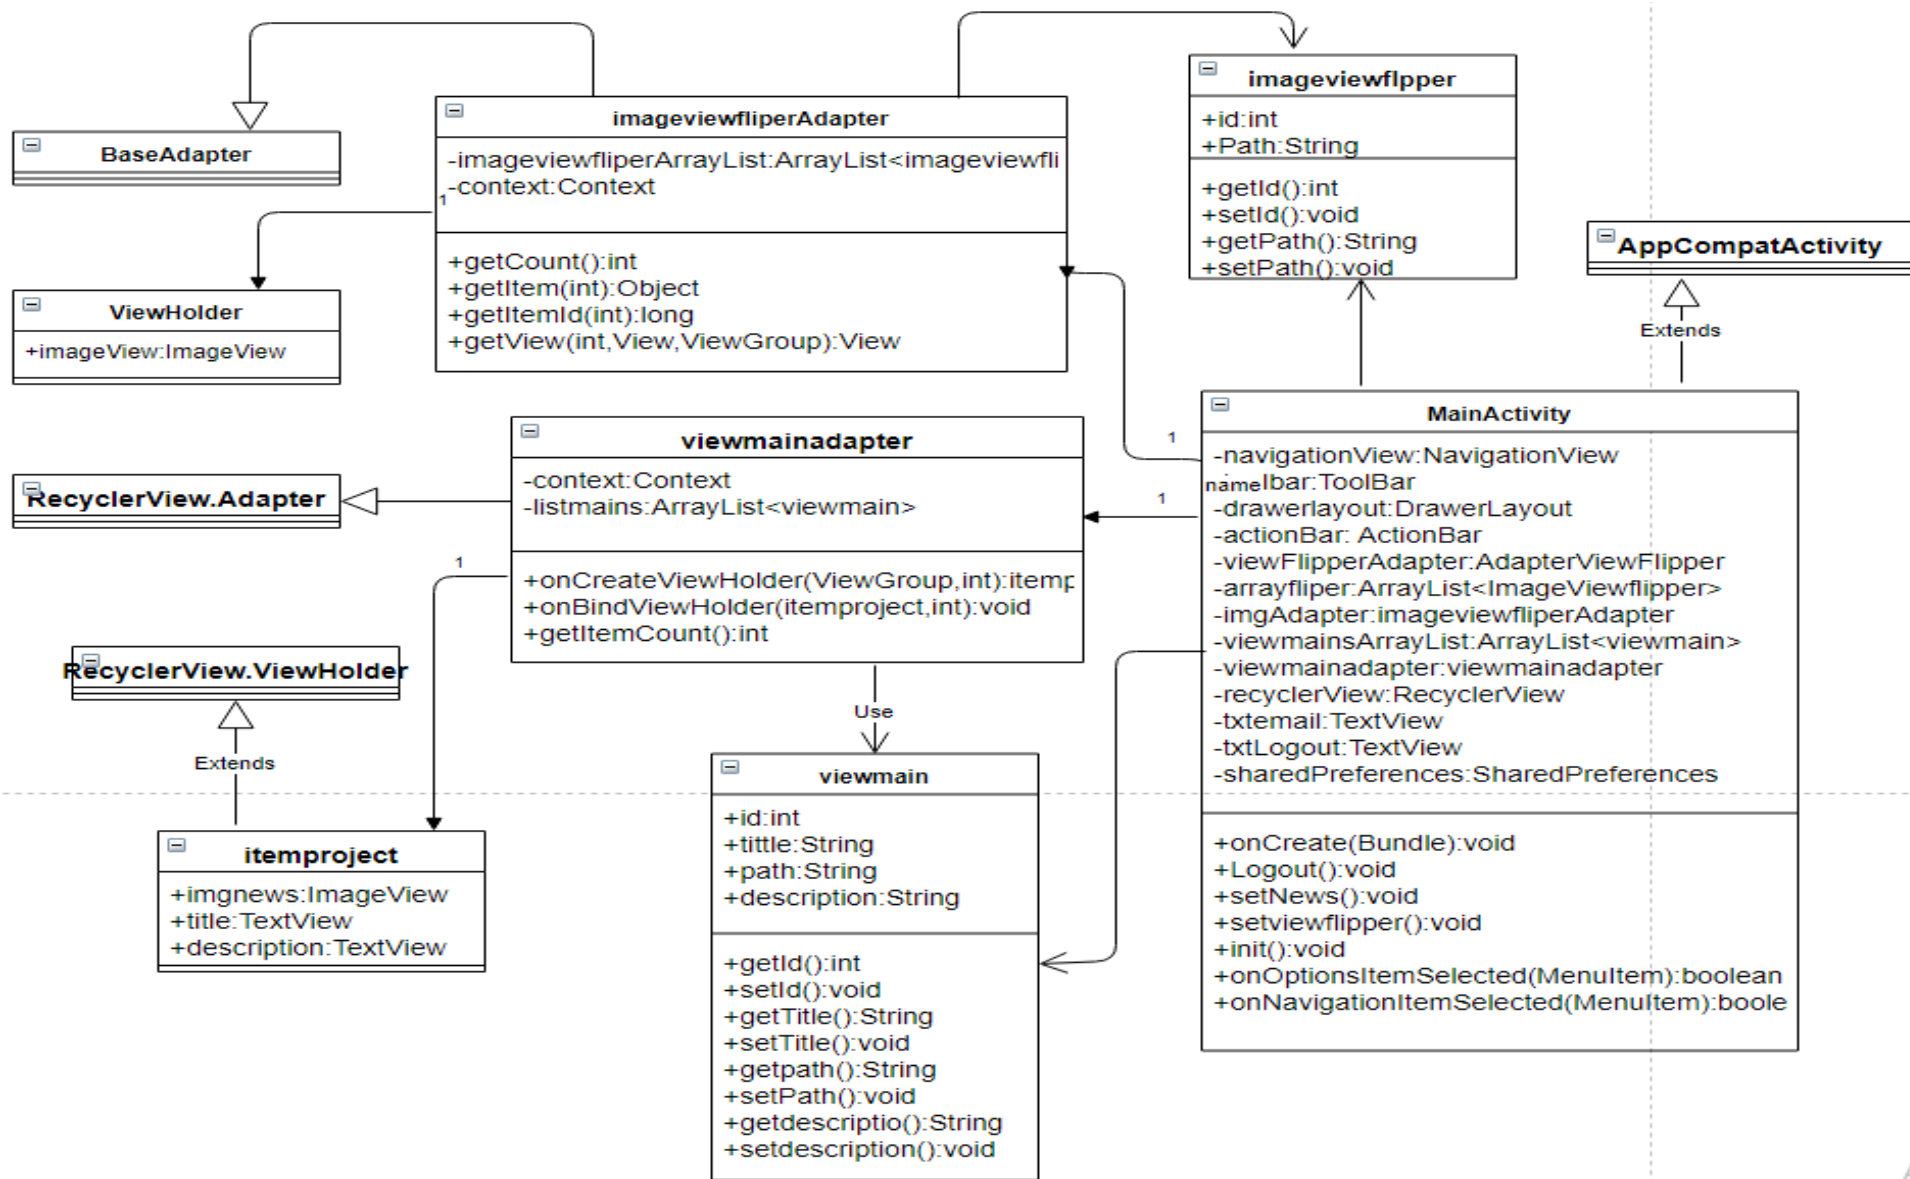 BaseAdapter
imageviewfliperAdapter
-imageviewfliperArrayList:ArrayList<imageviewfli
-context:Context
1
+getCount():int
+getItem(int):Object
+getItemId(int):long
+getView(int,View,ViewGroup):View
imageviewflpper
+id:int
+Path:String
+getId():int
+setId():void
+getPath():String
+setPath():void
AppCompatActivity
Extends
ViewHolder
+imageView:ImageView
MainActivity
-navigationView:NavigationView
namelbar:ToolBar
-drawerlayout:DrawerLayout
-actionBar: ActionBar
-viewFlipperAdapter:AdapterViewFlipper
-arrayfliper:ArrayList<ImageViewflipper>
-imgAdapter:imageviewfliperAdapter
-viewmainsArrayList:ArrayList<viewmain>
-viewmainadapter:viewmainadapter
-recyclerView:RecyclerView
-txtemail:TextView
-txtLogout:TextView
-sharedPreferences:SharedPreferences
+onCreate(Bundle):void
+Logout():void
+setNews():void
+setviewflipper():void
+init():void
+onOptionsItemSelected(MenuItem):boolean
+onNavigationItemSelected(MenuItem):boole
1
1
viewmainadapter
-context:Context
-listmains:ArrayList<viewmain>
+onCreateViewHolder(ViewGroup,int):itemp
+onBindViewHolder(itemproject,int):void
+getItemCount():int
RecyclerView.Adapter
1
RecyclerView.ViewHolder
Extends
Use
itemproject
+imgnews:ImageView
+title:TextView
+description:TextView
viewmain
+id:int
+tittle:String
+path:String
+description:String
+getId():int
+setId():void
+getTitle():String
+setTitle():void
+getpath():String
+setPath():void
+getdescriptio():String
+setdescription():void